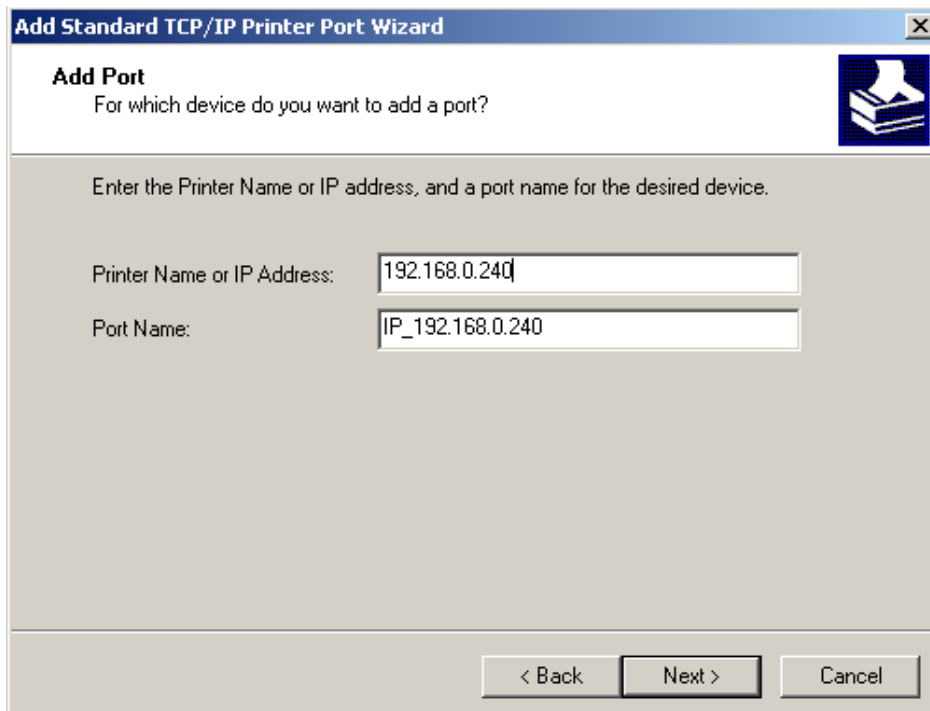 Add Standard TCP/IP Printer Port Wizard
Add Port
For which device do you want to add a port?
Enter the Printer Name or IP address, and a port name for the desired device.
Printer Name or IP Address: 192.168.0.240
Port Name: IP_192.168.0.240
< Back Next > Cancel